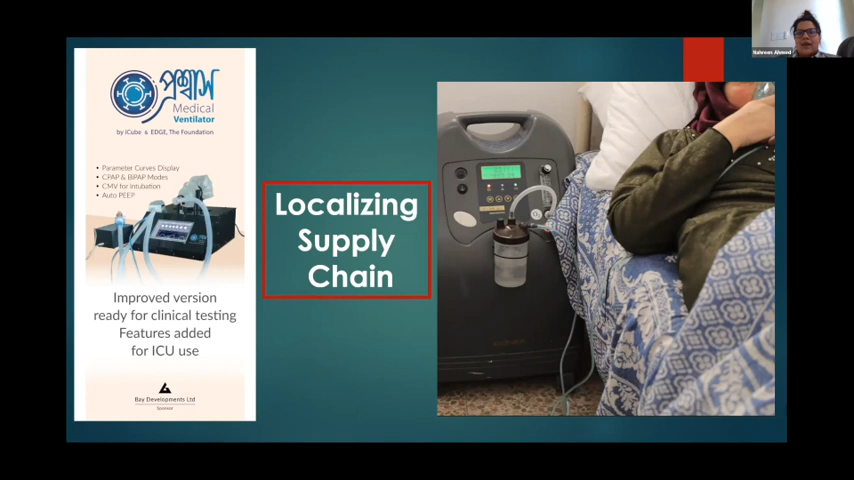 প্রশ্বাস
Medical
Ventilator
by iCube & EDGE, The Foundation
• Parameter Curves Display
• CPAP & BiPAP Modes
• CMV for Intubation
• Auto PEEP
Improved version
ready for clinical testing
Features added
for ICU use
Bay Developments Ltd
Sponsor
Localizing
Supply
Chain
Nahreen Ahmed